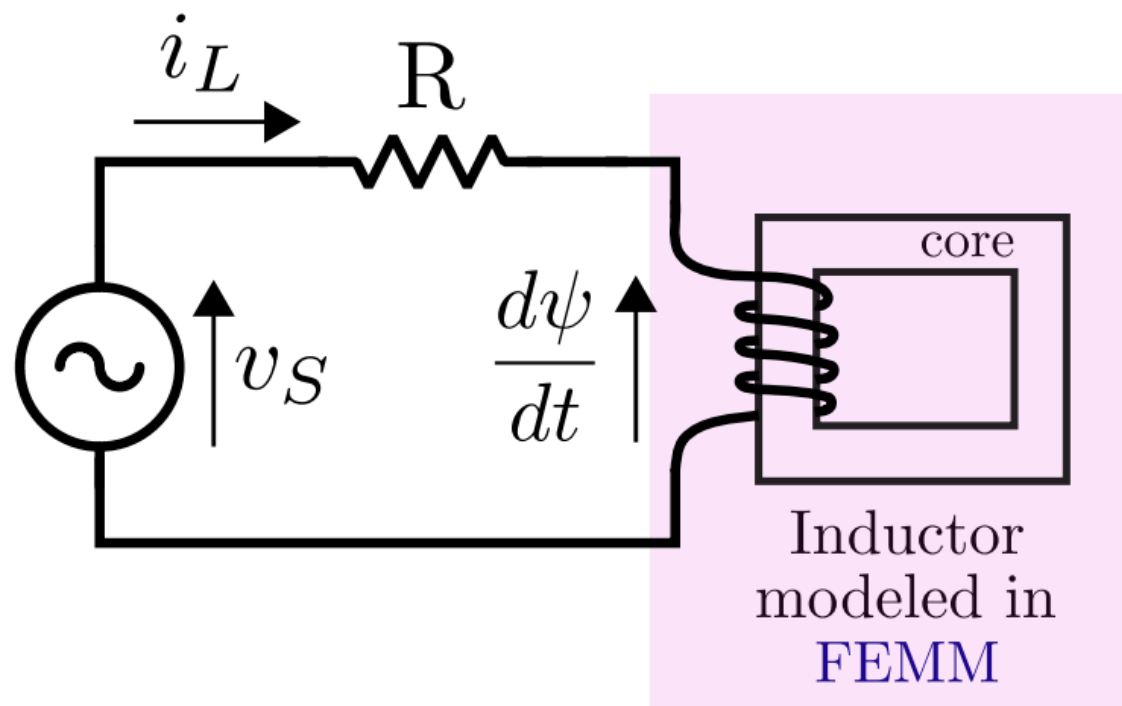 i_L
R
v_S
dψ
dt
core
Inductor
modeled in
FEMM